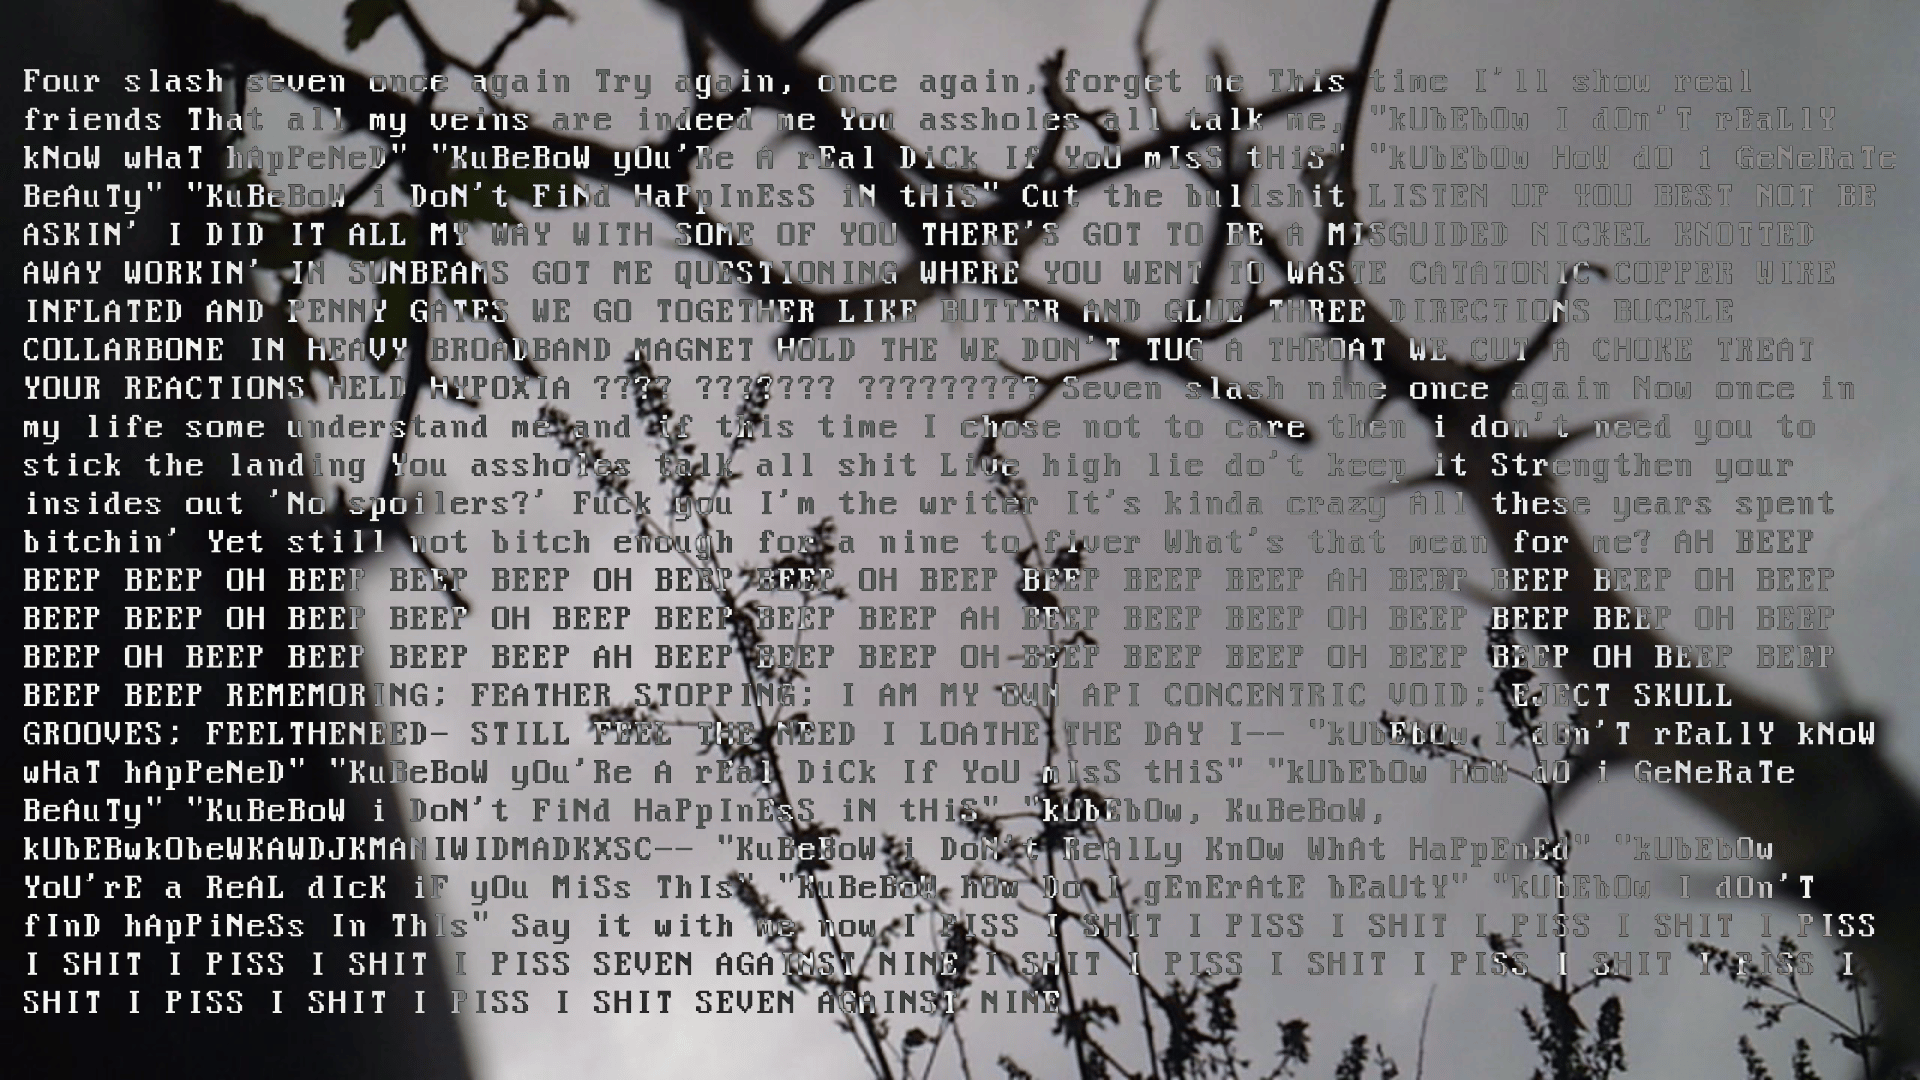 Four slash seven once again Try again, once again, forget me This time I'll show real
friends That all my veins are indeed me You assholes all talk me, "kUbEbOw I dOn'T rEaLlY
kNoW wHaT hApPeNeD" "KuBeBoW yOu'Re A rEal DiCk If YoU mIsS tHiS" "kUbEbOw HoW dO i GeNeRaTe
BeAuTy" "KuBeBoW i DoN't FiNd HaPpInEsS iN tHiS" Cut the bullshit LISTEN UP YOU BEST NOT BE
ASKIN' I DID IT ALL MY WAY WITH SOME OF YOU THERE'S GOT TO BE A MISGUIDED NICKEL KNOTTED
AWAY WORKIN' IN SUNBEAMS GOT ME QUESTIONING WHERE YOU WENT TO WASTE CATATONIC COPPER WIRE
INFLATED AND PENNY GATES WE GO TOGETHER LIKE BUTTER AND GLUE THREE DIRECTIONS BUCKLE
COLLARBONE IN HEAVY BROADBAND MAGNET HOLD THE WE DON'T TUG A THROAT WE CUT A CHOKE TREAT
YOUR REACTIONS HELD HYPOXIA ???? ??????? ????????? Seven slash nine once again Now once in
my life some understand me and if this time I chose not to care then i don't need you to
stick the landing You assholes talk all shit Live high lie do't keep it Strengthen your
insides out 'No spoilers?' Fuck you I'm the writer It's kinda crazy All these years spent
bitchin' Yet still not bitch enough for a nine to fiver What's that mean for me? AH BEEP
BEEP BEEP OH BEEP BEEP BEEP OH BEEP BEEP OH BEEP BEEP BEEP BEEP AH BEEP BEEP BEEP OH BEEP
BEEP BEEP OH BEEP BEEP OH BEEP BEEP BEEP BEEP AH BEEP BEEP BEEP OH BEEP BEEP BEEP OH BEEP
BEEP OH BEEP BEEP BEEP BEEP AH BEEP BEEP BEEP OH BEEP BEEP BEEP OH BEEP BEEP OH BEEP BEEP
BEEP BEEP REMEMORING; FEATHER STOPPING; I AM MY OWN API CONCENTRIC VOID; EJECT SKULL
GROOVES; FEELTHENEED- STILL FEEL THE NEED I LOATHE THE DAY I-- "kUbEbOw I dOn'T rEaLlY kNoW
wHaT hApPeNeD" "KuBeBoW yOu'Re A rEal DiCk If YoU mIsS tHiS" "kUbEbOw HoW dO i GeNeRaTe
BeAuTy" "KuBeBoW i DoN't FiNd HaPpInEsS iN tHiS" "kUbEbOw, KuBeBoW,
kUbEBwkObeWKAWDJKMANIWIDMADKXSC-- "KuBeBoW i DoN't ReAlLy KnOw WhAt HaPpEnEd" "kUbEbOw
YoU'rE a ReAL dIcK iF yOu MiSs ThIs" "KuBeBoW hOw Do I gEnErAtE bEaUtY" "kUbEbOw I dOn'T
fInD hApPiNeSs In ThIs" Say it with me now I PISS I SHIT I PISS I SHIT I PISS I SHIT I PISS
I SHIT I PISS I SHIT I PISS SEVEN AGAINST NINE I SHIT I PISS I SHIT I PISS I SHIT I PISS I
SHIT I PISS I SHIT I PISS I SHIT SEVEN AGAINST NINE